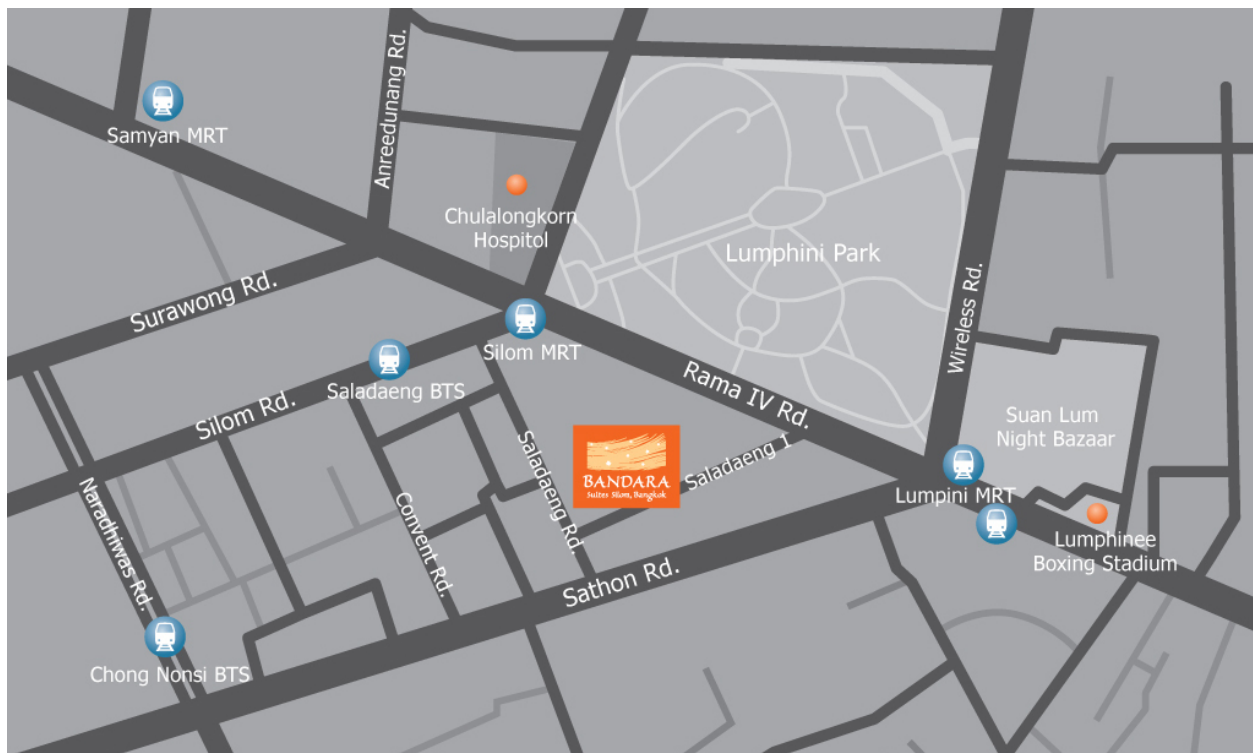 Samyan MRT
Anreedunang Rd.
Chulalongkorn
Hospitol
Lumphini Park
Surawong Rd.
Silom MRT
Wireless Rd.
Saladaeng BTS
Rama IV Rd.
Silom Rd.
Suan Lum
Night Bazaar
BANDARA
Suites Silom, Bangkok
Saladaeng 1
Saladaeng Rd.
Naradhiwas Rd.
Convent Rd.
Lumpini MRT
Lumphinee
Boxing Stadium
Sathon Rd.
Chong Nonsi BTS